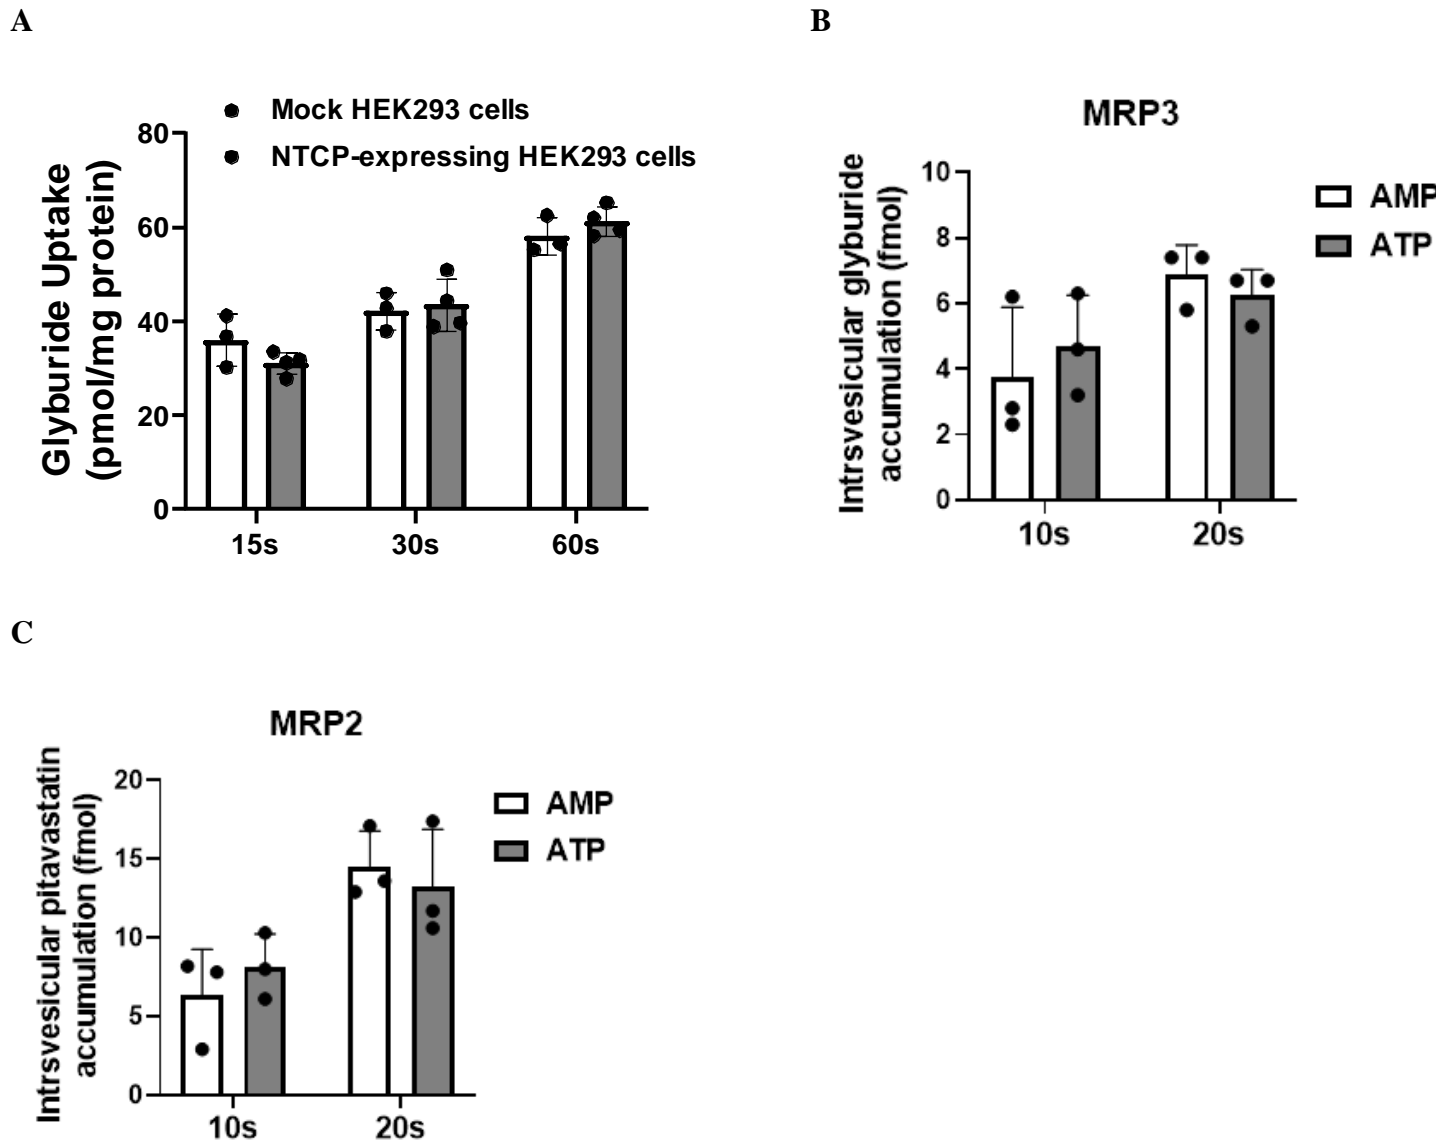 A
Mock HEK293 cells
NTCP-expressing HEK293 cells
Glyburide Uptake
(pmol/mg protein)
80
60
40
20
0
15s
30s
60s
B
MRP3
Intrsvesicular glyburide
accumulation (fmol)
10
8
6
4
2
0
10s
20s
AMP
ATP
C
MRP2
Intrsvesicular pitavastatin
accumulation (fmol)
20
15
10
5
0
10s
20s
AMP
ATP